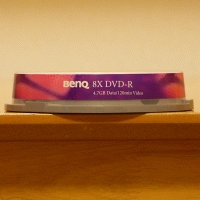 BenQ 8X DVD-R
4.7GB Data/120min Video